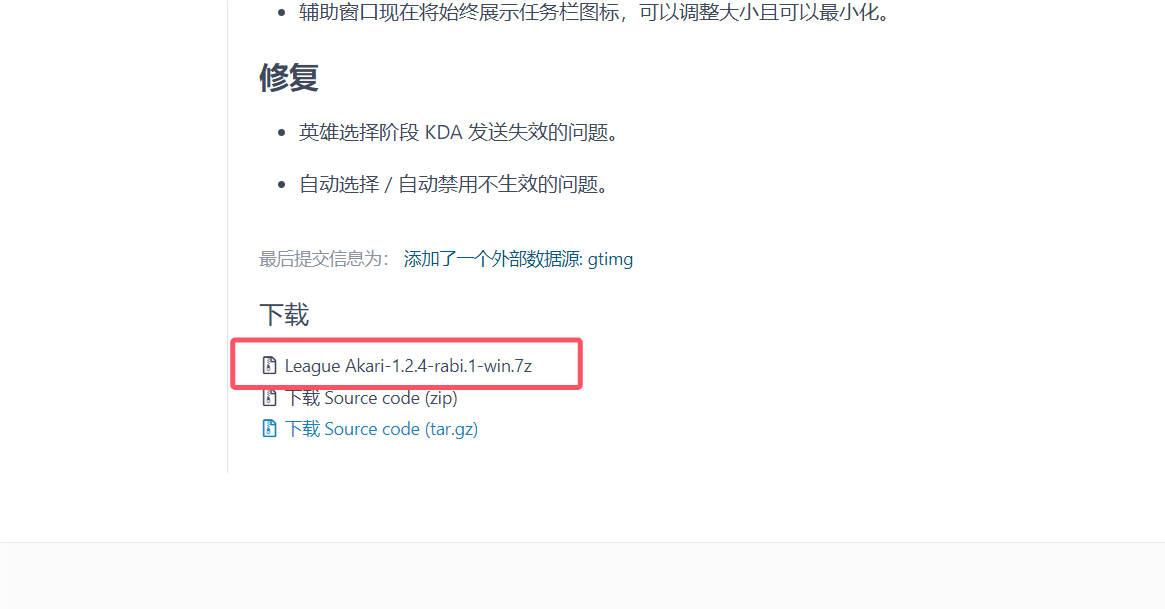 辅助窗口现在将始终展示任务栏图标，可以调整大小且可以最小化。
修复
英雄选择阶段 KDA 发送失效的问题。
自动选择 / 自动禁用不生效的问题。
最后提交信息为： 添加了一个外部数据源: gtimg
下载
League Akari-1.2.4-rabi.1-win.7z
下载 Source code (zip)
下载 Source code (tar.gz)